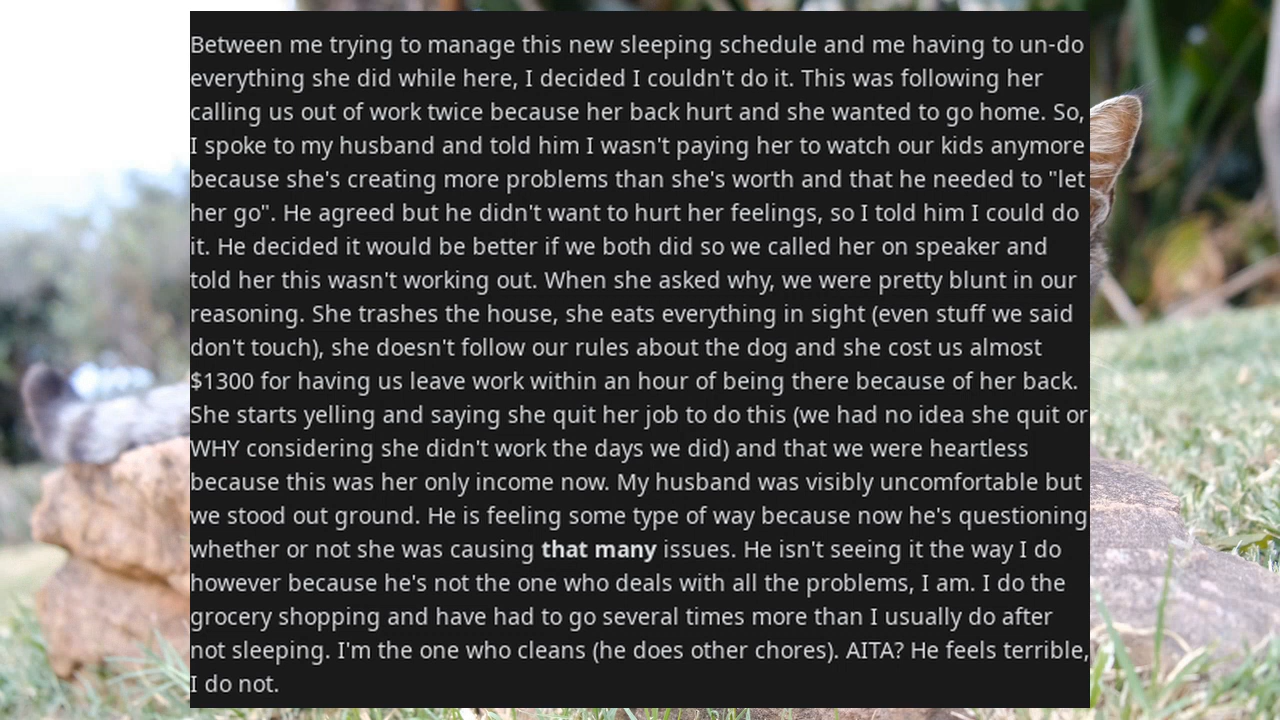 Between me trying to manage this new sleeping schedule and me having to un-do
everything she did while here, I decided I couldn't do it. This was following her
calling us out of work twice because her back hurt and she wanted to go home. So,
I spoke to my husband and told him I wasn't paying her to watch our kids anymore
because she's creating more problems than she's worth and that he needed to "let
her go". He agreed but he didn't want to hurt her feelings, so I told him I could do
it. He decided it would be better if we both did so we called her on speaker and
told her this wasn't working out. When she asked why, we were pretty blunt in our
reasoning. She trashes the house, she eats everything in sight (even stuff we said
don't touch), she doesn't follow our rules about the dog and she cost us almost
$1300 for having us leave work within an hour of being there because of her back.
She starts yelling and saying she quit her job to do this (we had no idea she quit or
WHY considering she didn't work the days we did) and that we were heartless
because this was her only income now. My husband was visibly uncomfortable but
we stood out ground. He is feeling some type of way because now he's questioning
whether or not she was causing that many issues. He isn't seeing it the way I do
however because he's not the one who deals with all the problems, I am. I do the
grocery shopping and have had to go several times more than I usually do after
not sleeping. I'm the one who cleans (he does other chores). AITA? He feels terrible,
I do not.